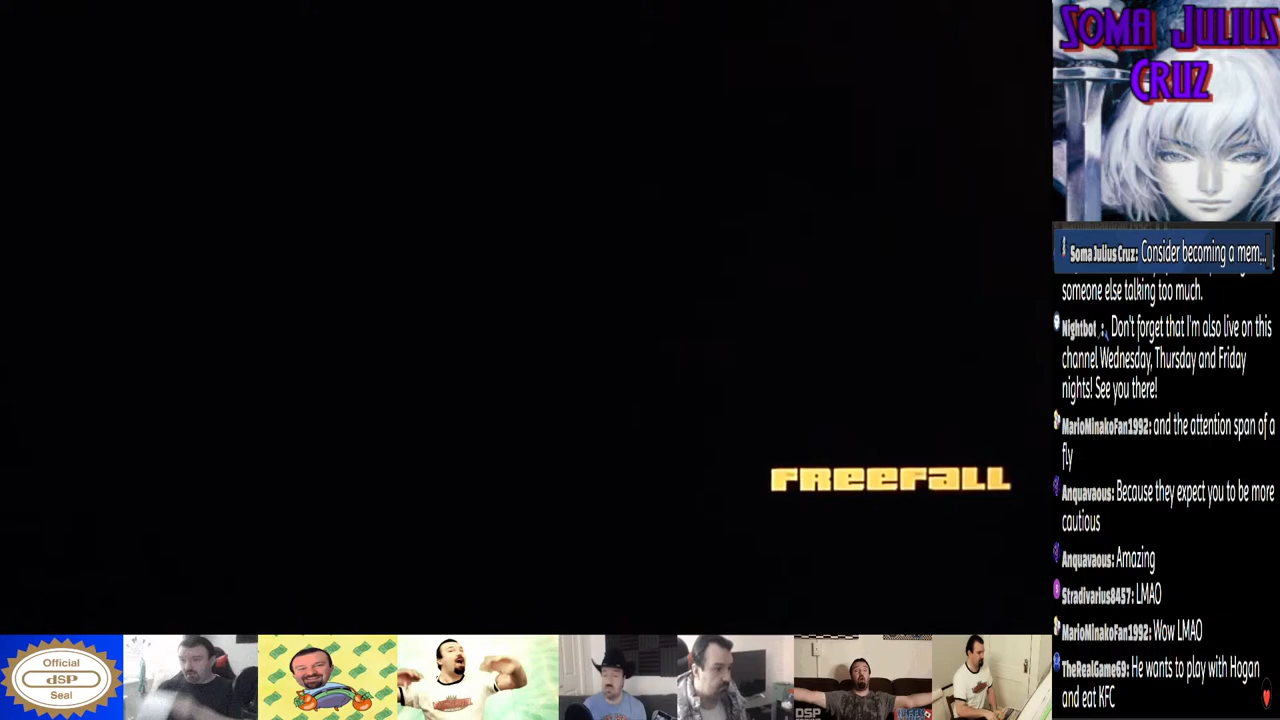 SOMA JULIUS
CRUZ
Soma Julius Cruz: Consider becoming a mem...
someone else talking too much.
Nightbot : Don't forget that I'm also live on this
channel Wednesday, Thursday and Friday
nights! See you there!
MarioMinakoFan1992: and the attention span of a
fly
Anquavaous: Because they expect you to be more
cautious
Anquavaous: Amazing
Stradivarius8457: LMAO
MarioMinakoFan1992: Wow LMAO
TheRealGame69: He wants to play with Hogan
and eat KFC
FREEFALL
Official
dSP
Seal
DSP